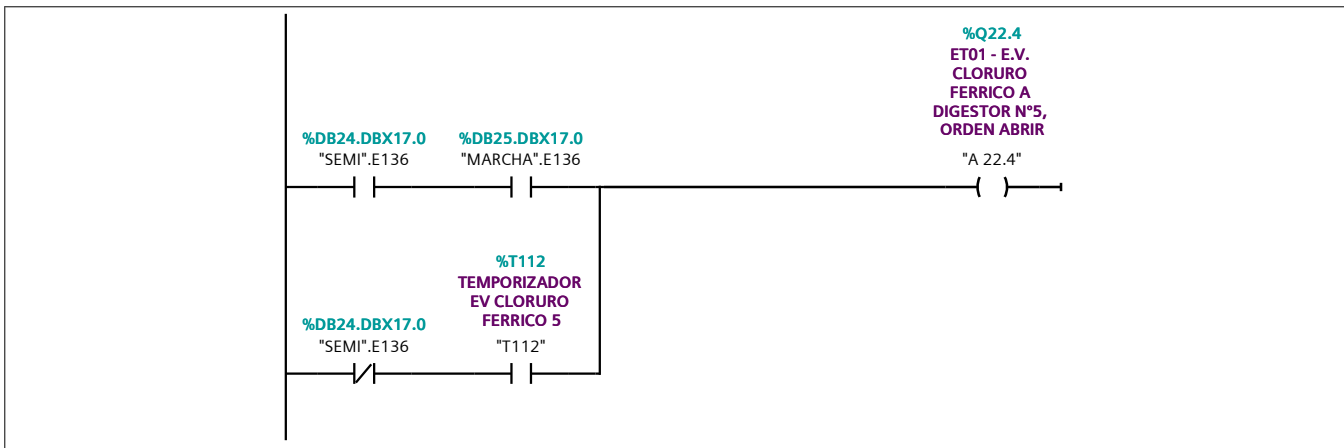 %Q22.4
ET01 - E.V.
CLORURO
FERRICO A
DIGESTOR Nº5,
ORDEN ABRIR
"A 22.4"
%DB24.DBX17.0
"SEMI".E136
%DB25.DBX17.0
"MARCHA".E136
%T112
TEMPORIZADOR
EV CLORURO
FERRICO 5
"T112"
%DB24.DBX17.0
"SEMI".E136